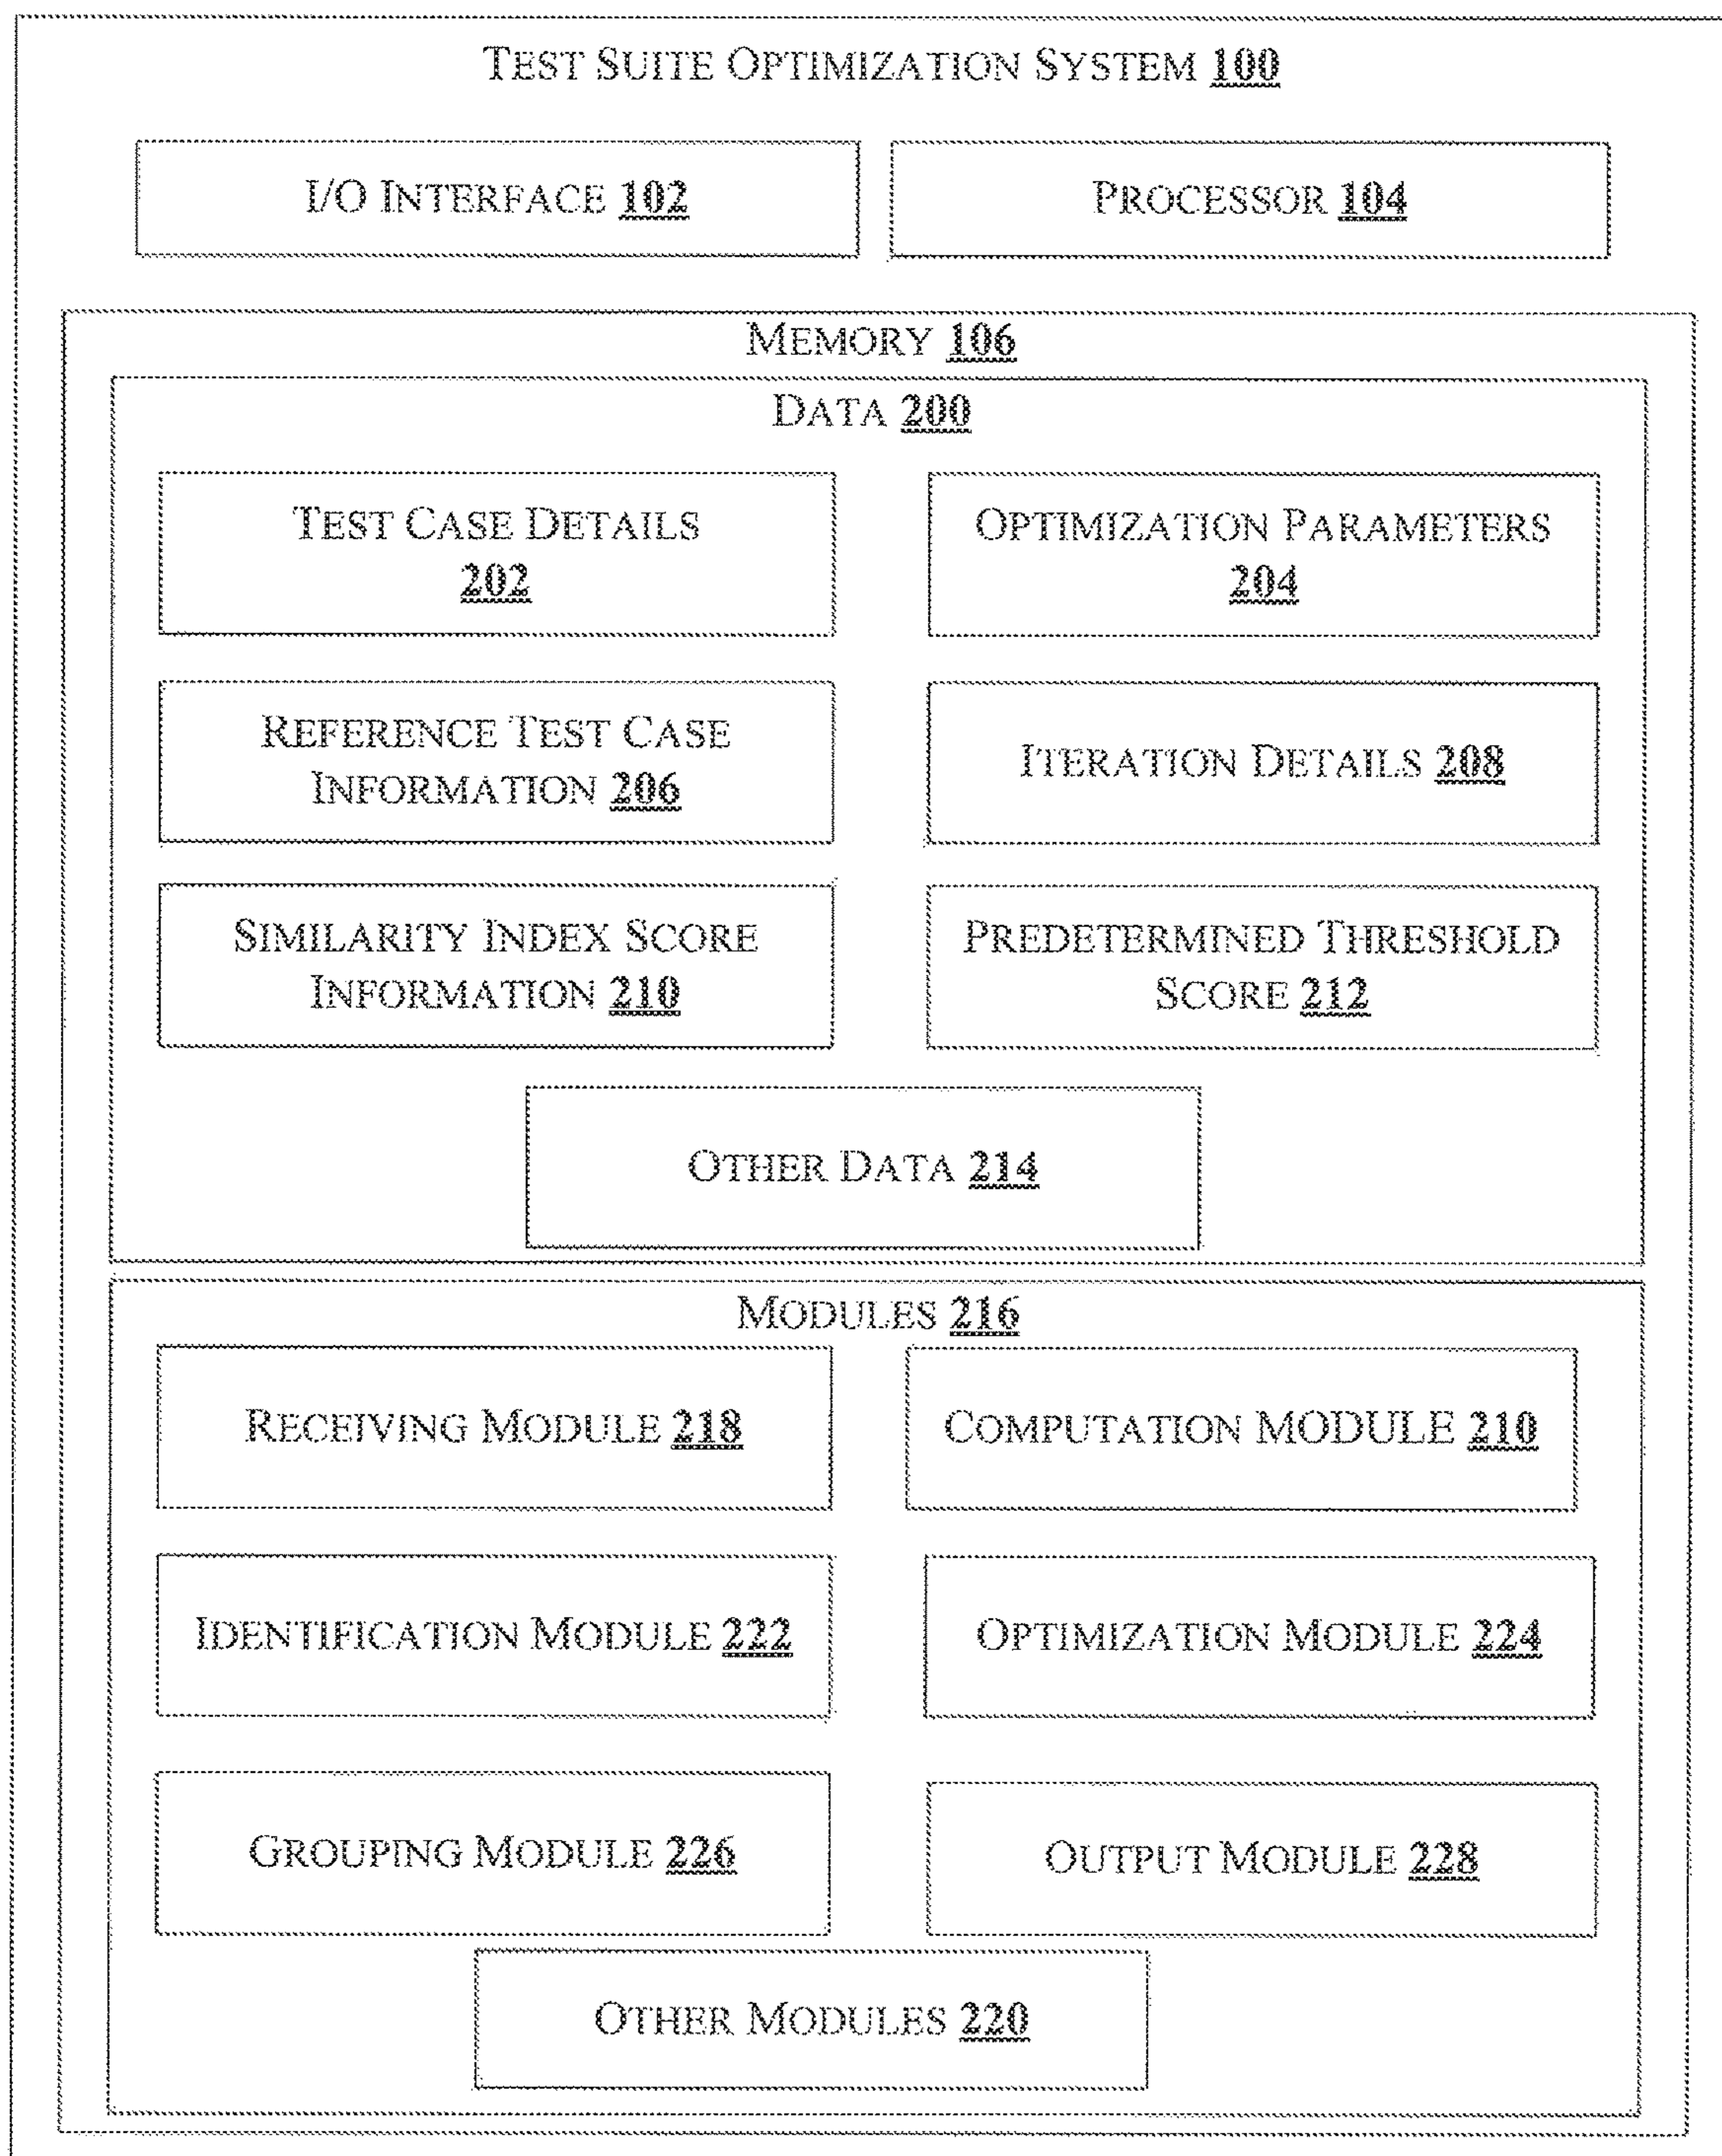 TEST SUITE OPTIMIZATION SYSTEM 100
I/O INTERFACE 102
PROCESSOR 104
MEMORY 106
DATA 200
TEST CASE DETAILS
202
OPTIMIZATION PARAMETERS
204
REFERENCE TEST CASE
INFORMATION 206
ITERATION DETAILS 208
SIMILARITY INDEX SCORE
INFORMATION 210
PREDETERMINED THRESHOLD
SCORE 212
OTHER DATA 214
MODULES 216
RECEIVING MODULE 218
COMPUTATION MODULE 210
IDENTIFICATION MODULE 222
OPTIMIZATION MODULE 224
GROUPING MODULE 226
OUTPUT MODULE 228
OTHER MODULES 220